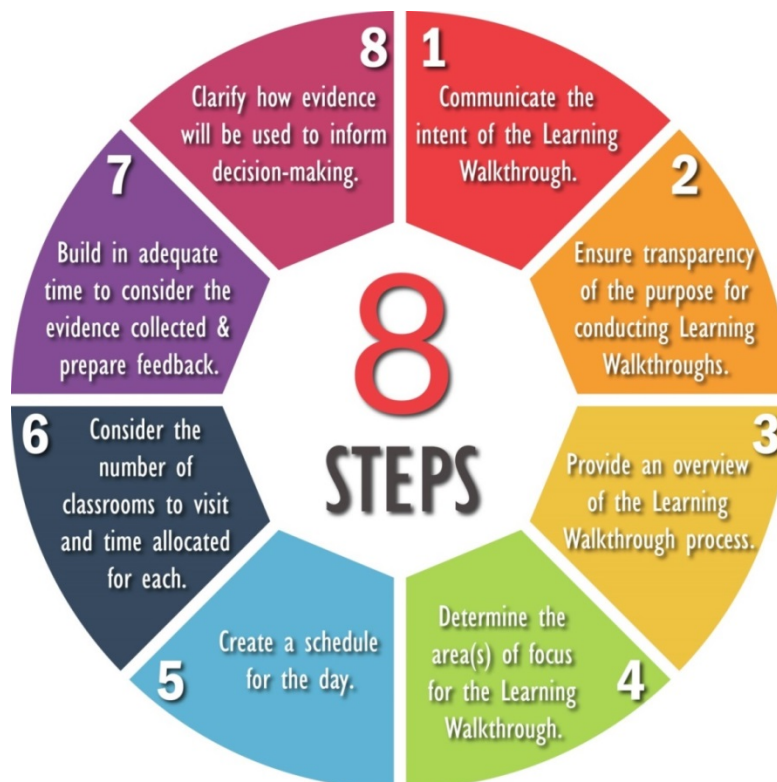 8
STEPS
1
Communicate the
intent of the Learning
Walkthrough.
2
Ensure transparency
of the purpose for
conducting Learning
Walkthroughs.
3
Provide an overview
of the Learning
Walkthrough process.
4
Determine the
area(s) of focus
for the Learning
Walkthrough.
5
Create a schedule
for the day.
6
Consider the
number of
classrooms to visit
and time allocated
for each.
7
Build in adequate
time to consider the
evidence collected &
prepare feedback.
8
Clarify how evidence
will be used to inform
decision-making.